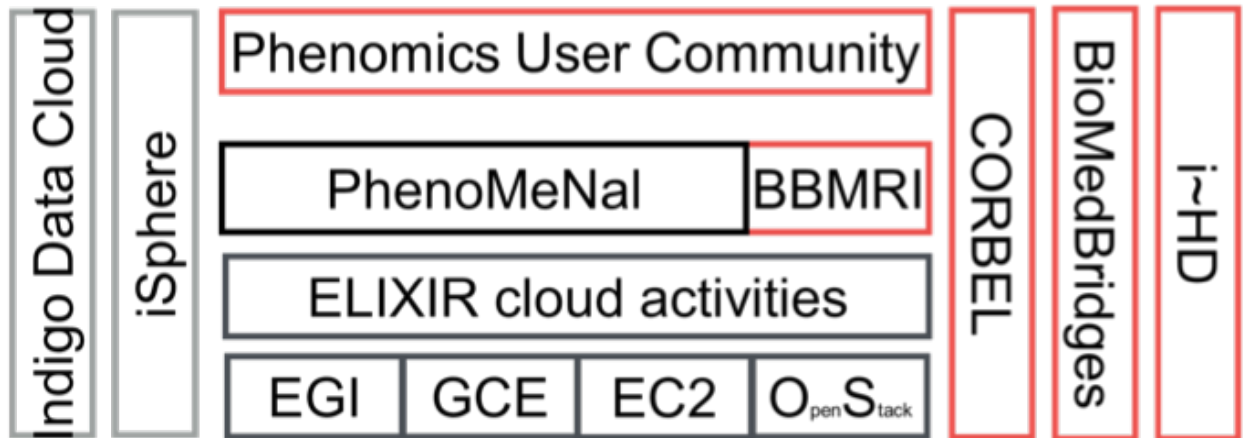 Indigo Data Cloud
iSphere
Phenomics User Community
PhenoMeNal
BBMRI
ELIXIR cloud activities
EGI
GCE
EC2
OpenStack
CORBEL
BioMedBridges
i~HD